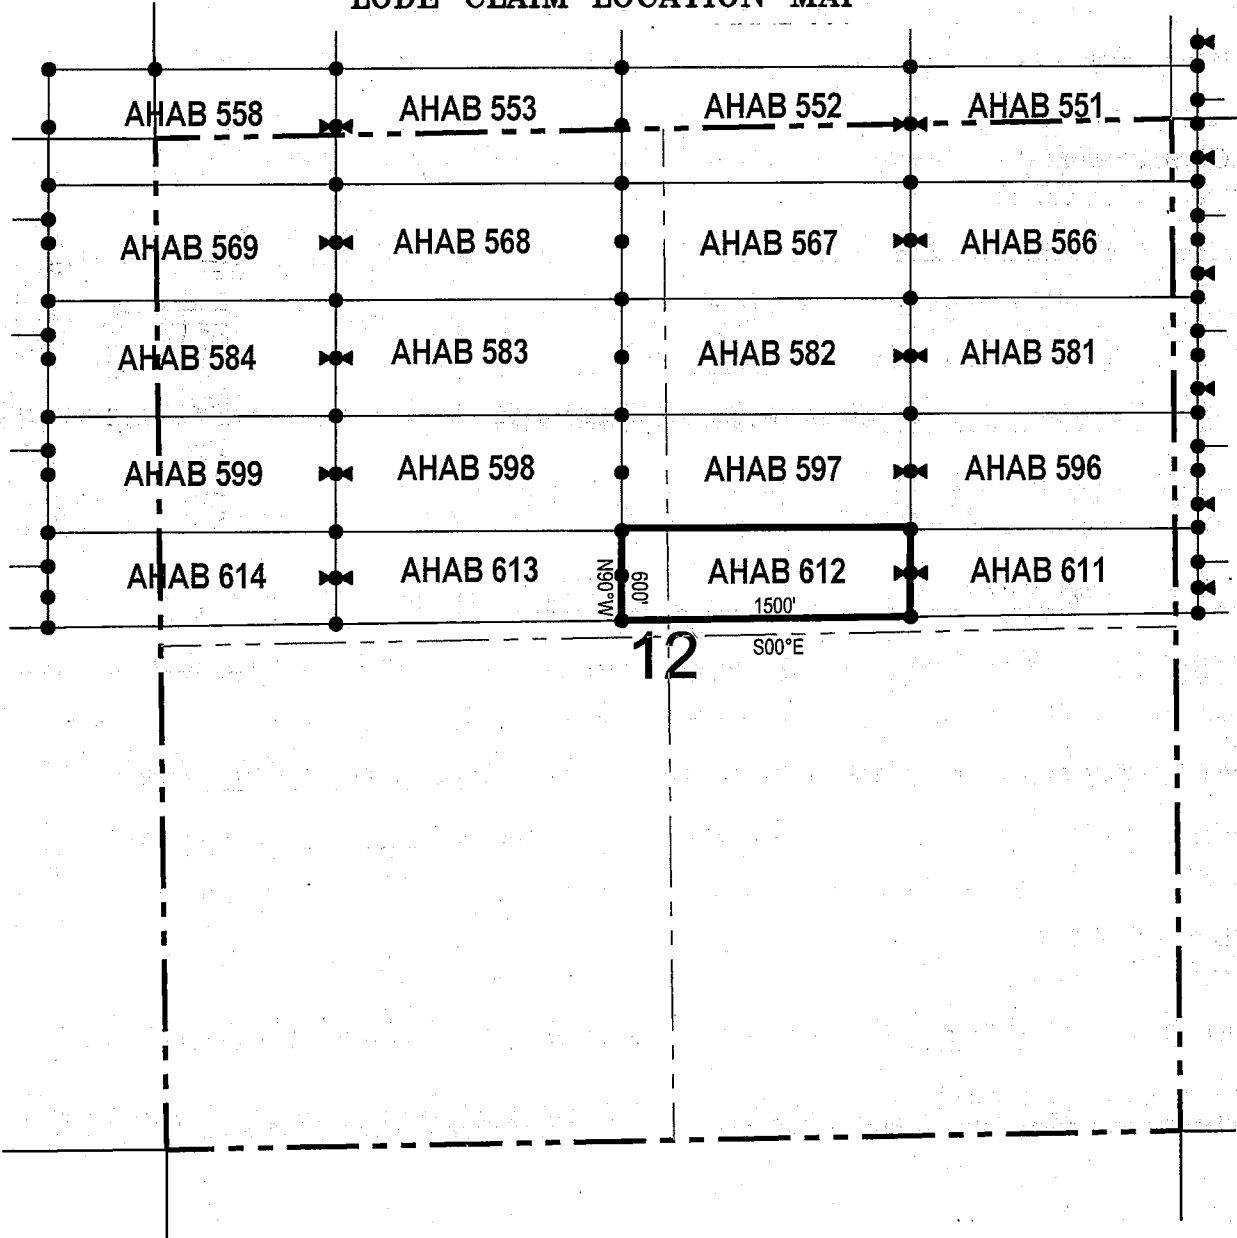 LODE CLAIM LOCATION MAP
AHAB 558 AHAB 553 AHAB 552 AHAB 551
AHAB 569 AHAB 568 AHAB 567 AHAB 566
AHAB 584 AHAB 583 AHAB 582 AHAB 581
AHAB 599 AHAB 598 AHAB 597 AHAB 596
AHAB 614 AHAB 613 N90°W 600' AHAB 612 AHAB 611
1500'
12 S00°E